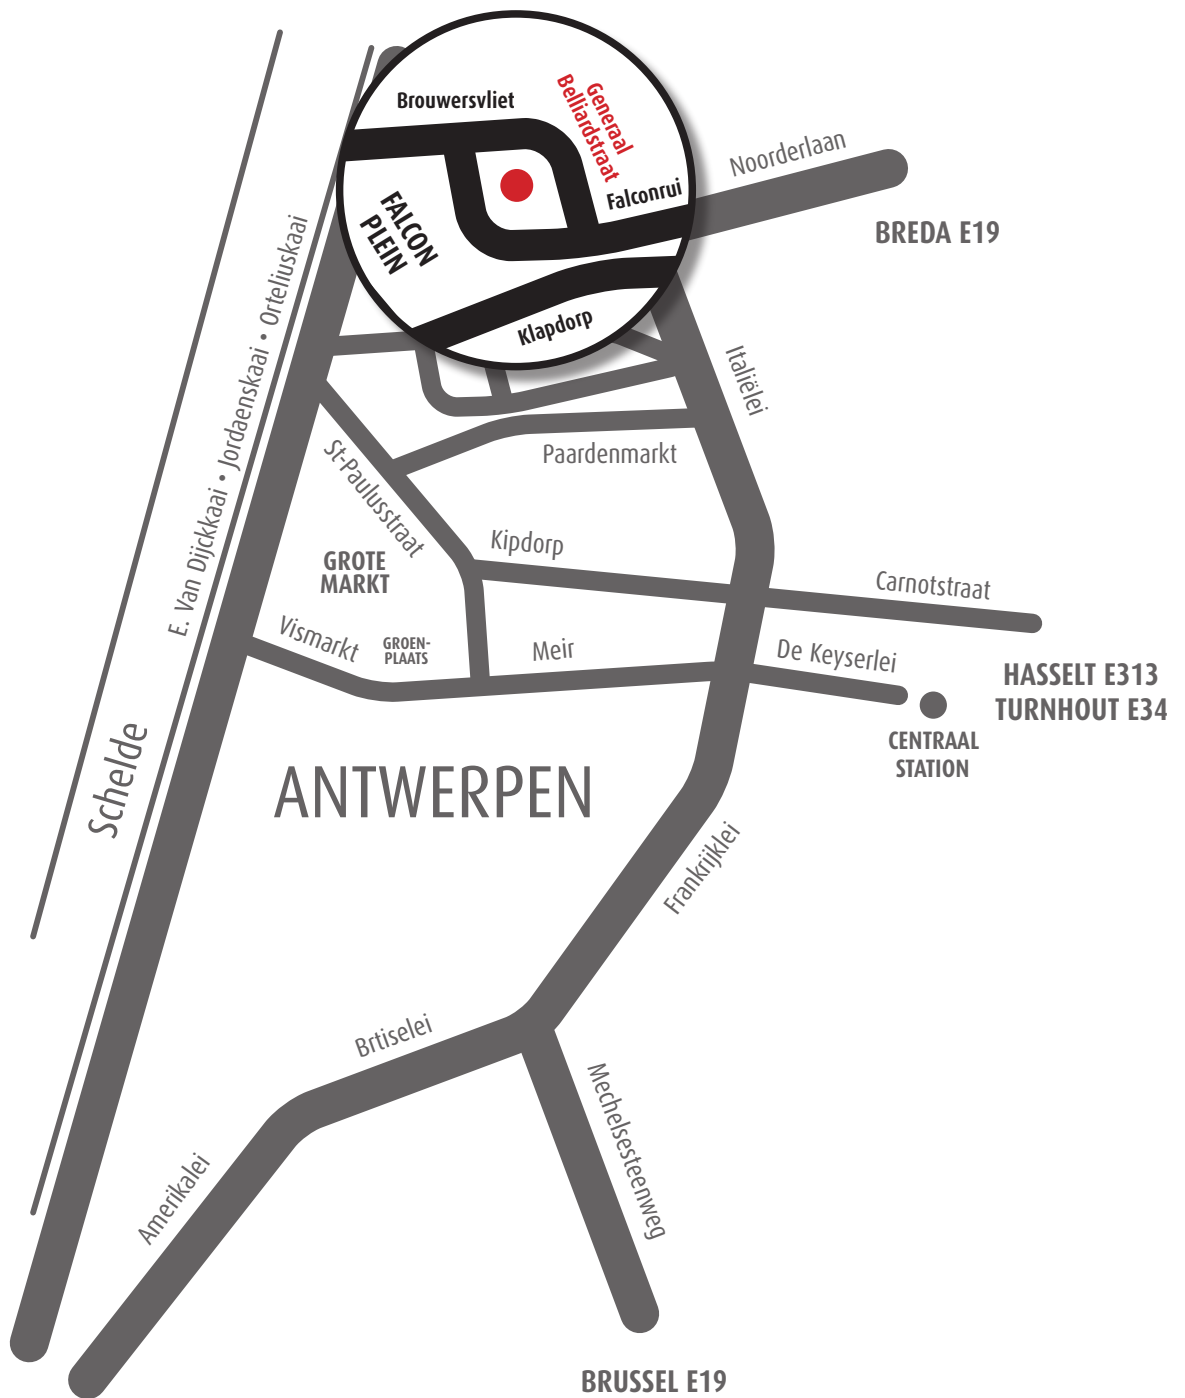 Brouwersvliet
Generaal
Belliardstraat
Noorderlaan
Falconrui
FALCON
PLEIN
BREDA E19
Klapdorp
E. Van Dijckkaai • Jordaenskaai • Orteliuskaai
Italiëlei
St-Paulusstraat
Paardenmarkt
Kipdorp
GROTE
MARKT
Carnotstraat
Vismarkt
GROEN-
PLAATS
Meir
De Keyserlei
HASSELT E313
TURNHOUT E34
CENTRAAL
STATION
Schelde
ANTWERPEN
Frankrijklei
Brtiselei
Mechelsesteenweg
Amerikalei
BRUSSEL E19